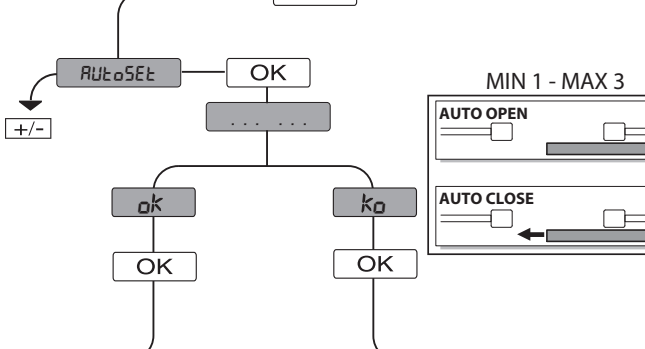 AUtoSEt
OK
+/-
... ...
ok
ko
OK
OK
MIN 1 - MAX 3
AUTO OPEN
AUTO CLOSE